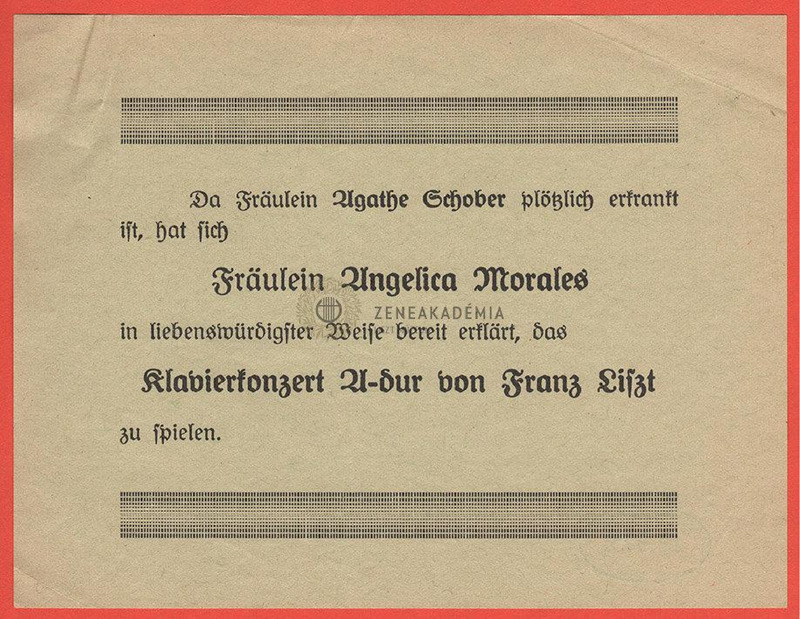 Da Fräulein Agathe Schober plötzlich erkrankt
ist, hat sich
Fräulein Angelica Morales
ZENEAKADÉMIA
in liebenswürdigster Weise bereit erklärt, das
Klavierkonzert A-dur von Franz Liszt
zu spielen.